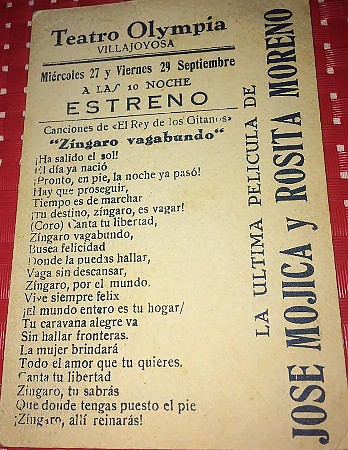 Teatro Olympia
VILLAJOYOSA
Miércoles 27 y Viernes 29 Septiembre
A LAS 10 NOCHE
ESTRENO
Canciones de «El Rey de los Gitanos»
"Zíngaro vagabundo"
¡Ha salido el sol!
El día ya nació
¡Pronto, en pie, la noche ya pasó!
Hay que proseguir,
Tiempo es de marchar
¡Tu destino, zíngaro, es vagar!
(Coro) Canta tu libertad,
Zíngaro vagabundo,
Busca felicidad
Donde la puedas hallar,
Vaga sin descansar,
Zíngaro, por el mundo.
Vive siempre felix
¡El mundo entero es tu hogar/
Tu caravana alegre va
Sin hallar fronteras.
La mujer brindará
Todo el amor que tu quieres.
Canta tu libertad
Zíngaro, tu sabrás
Que donde tengas puesto el pie
¡Zíngaro, allí reinarás!
LA ULTIMA PELICULA DE
JOSE MOJICA y ROSITA MORENO